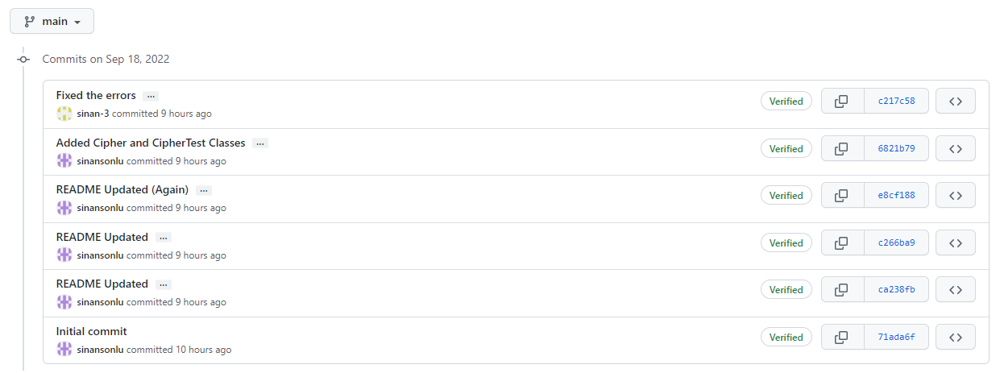 main
Commits on Sep 18, 2022
Fixed the errors ...
Verified
c217c58
sinan-3 committed 9 hours ago
Added Cipher and CipherTest Classes ...
Verified
6821b79
sinansonlu committed 9 hours ago
README Updated (Again) ...
Verified
e8cf188
sinansonlu committed 9 hours ago
README Updated ...
Verified
c266ba9
sinansonlu committed 9 hours ago
README Updated ...
Verified
ca238fb
sinansonlu committed 9 hours ago
Initial commit
Verified
71ada6f
sinansonlu committed 10 hours ago